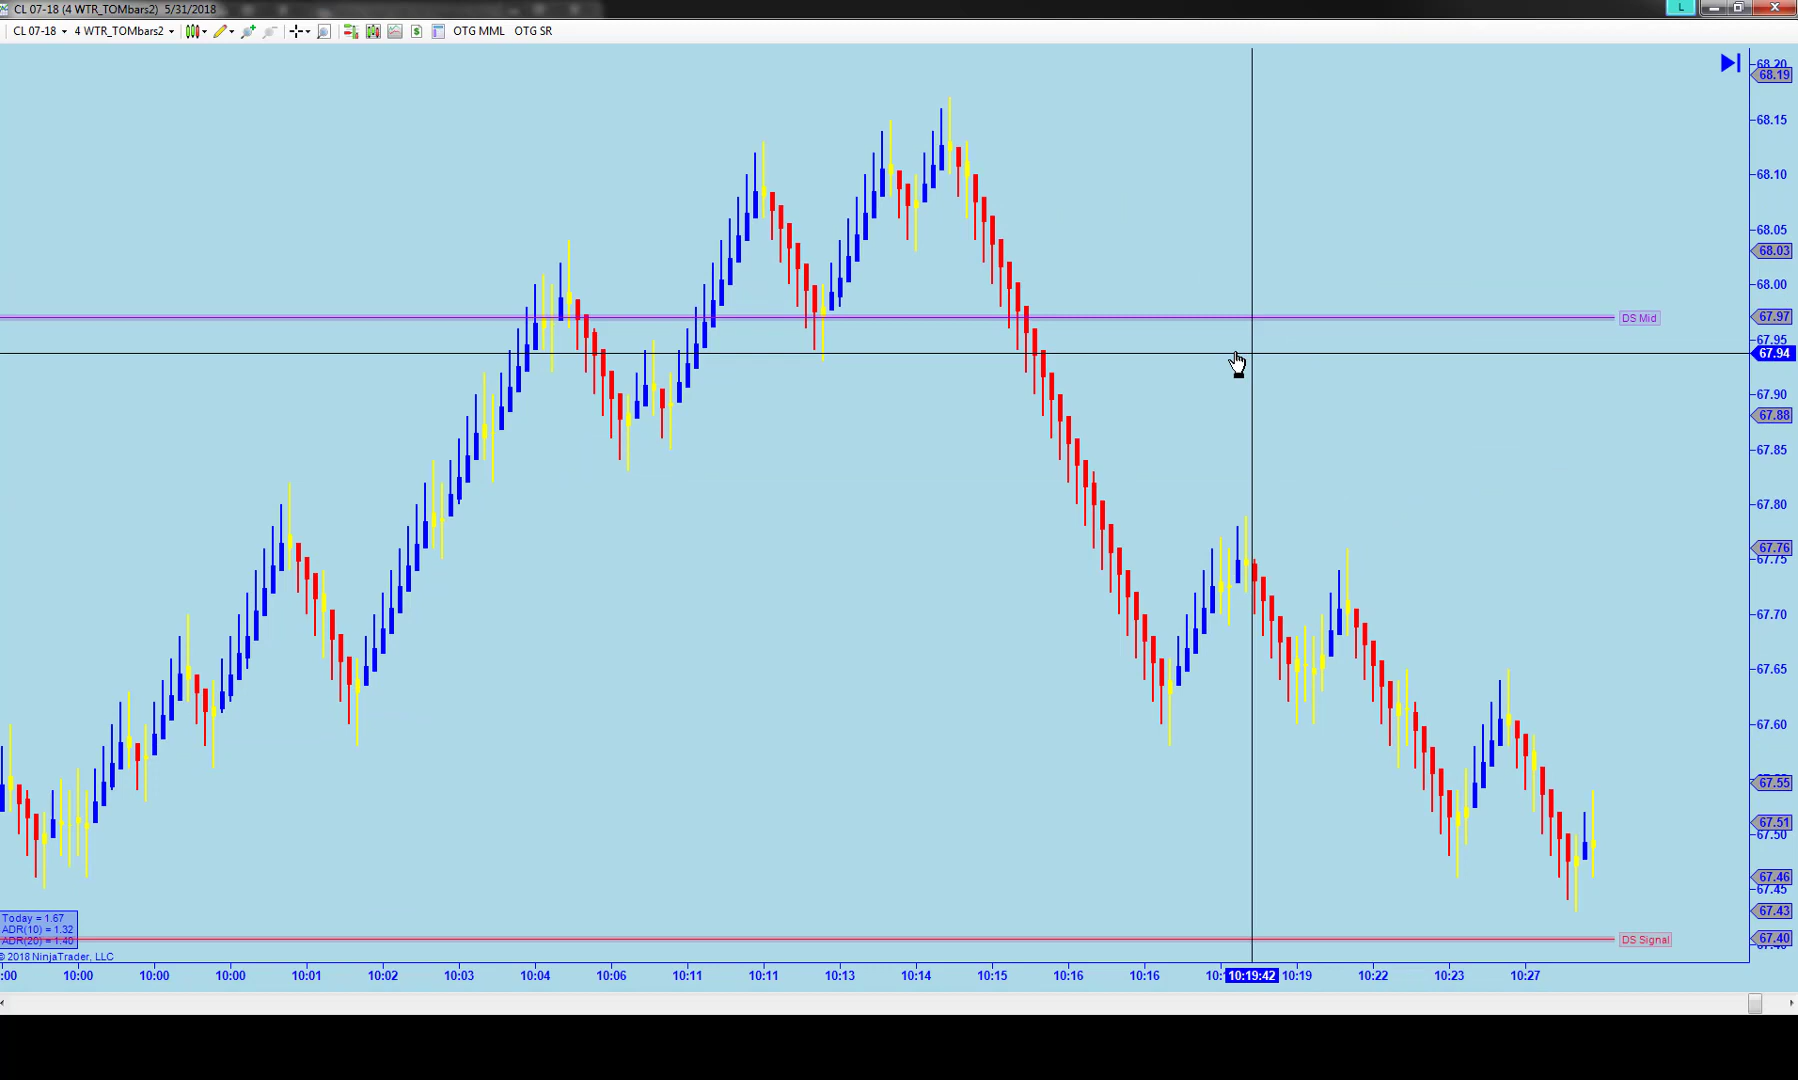 CL 07-18 (4 WTR_TOMbars2) 5/31/2018
L
CL 07-18 4 WTR_TOMbars2 $ OTG MML OTG SR
68.20
68.19
68.15
68.10
68.05
68.03
68.00
DS Mid 67.97
67.95
67.94
67.90
67.88
67.85
67.80
67.76
67.75
67.70
67.65
67.60
67.55
67.51
67.50
67.46
67.45
67.43
Today = 1.67
ADR(10) = 1.32
ADR(20) = 1.40
DS Signal 67.40
© 2018 NinjaTrader, LLC
:00 10:00 10:00 10:00 10:01 10:02 10:03 10:04 10:06 10:11 10:11 10:13 10:14 10:15 10:16 10:16 10:19:42 10:19 10:22 10:23 10:27